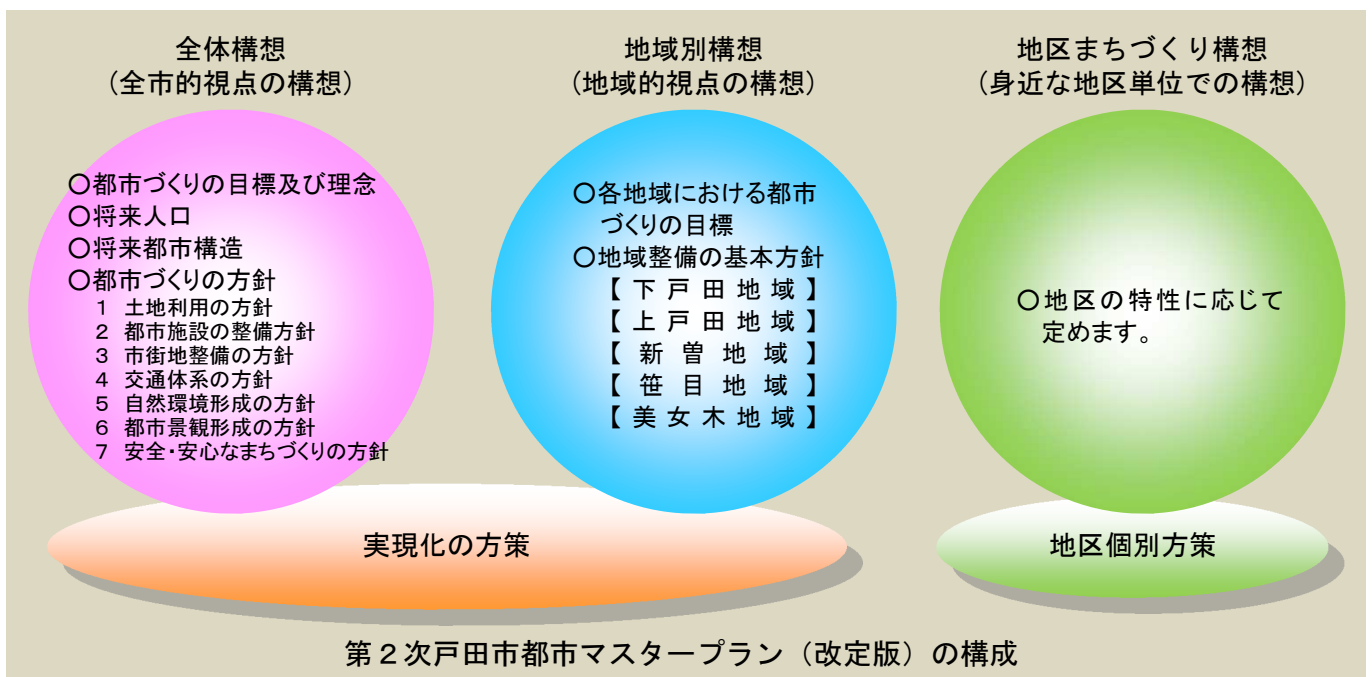 全体構想
（全市的視点の構想）
〇都市づくりの目標及び理念
〇将来人口
〇将来都市構造
〇都市づくりの方針
1 土地利用の方針
2 都市施設の整備方針
3 市街地整備の方針
4 交通体系の方針
5 自然環境形成の方針
6 都市景観形成の方針
7 安全・安心なまちづくりの方針
地域別構想
（地域的視点の構想）
〇各地域における都市
づくりの目標
〇地域整備の基本方針
【下戸田地域】
【上戸田地域】
【新曽地域】
【笹目地域】
【美女木地域】
実現化の方策
地区まちづくり構想
（身近な地区単位での構想）
〇地区の特性に応じて
定めます。
地区個別方策
第２次戸田市都市マスタープラン（改定版）の構成